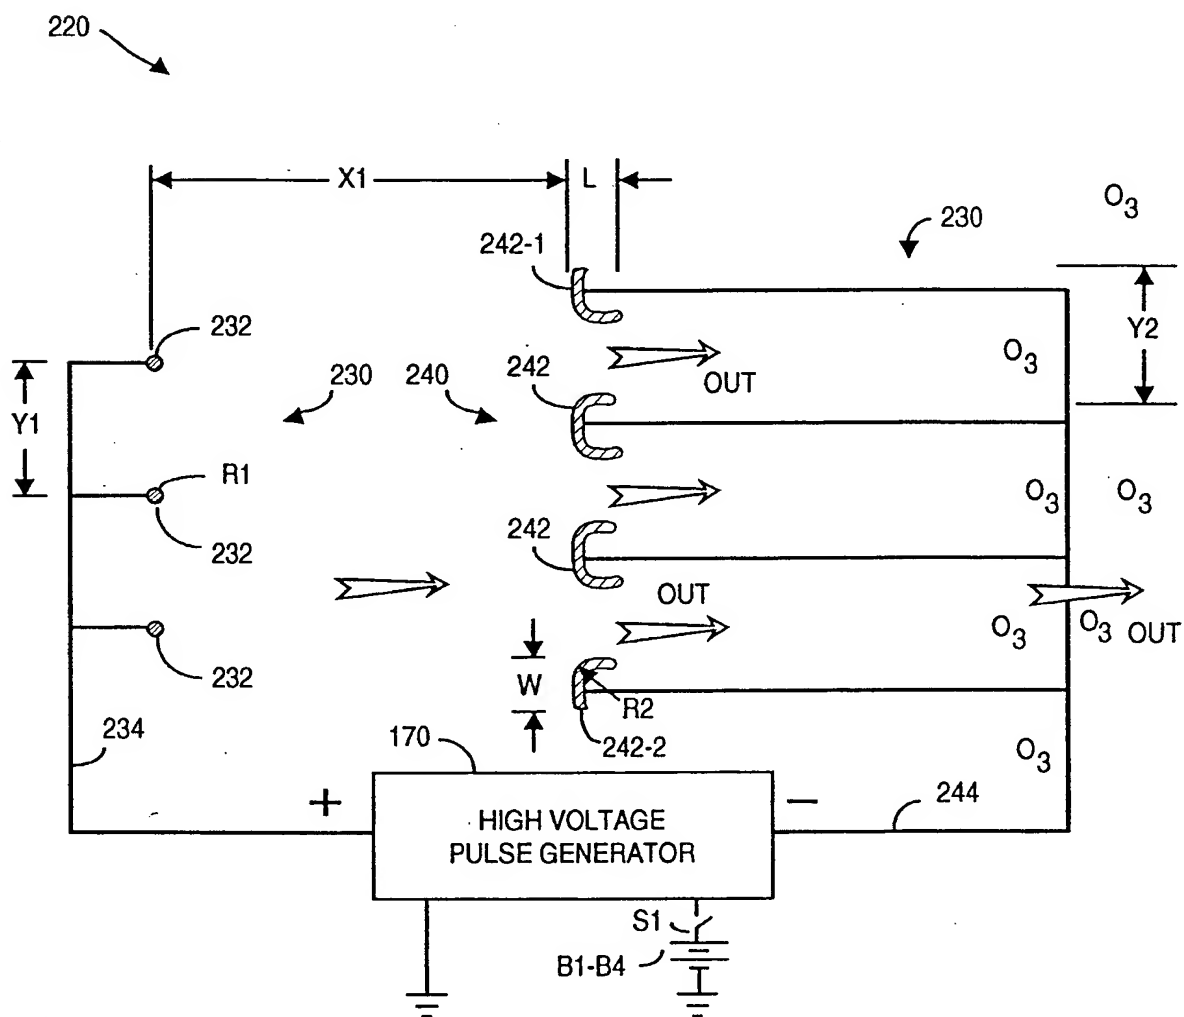 220
X1
L
O3
242-1
230
232
Y2
O3
OUT
242
230
240
Y1
R1
O3
O3
242
232
OUT
O3
O3
OUT
232
W
R2
234
170
242-2
O3
+
−
244
HIGH VOLTAGE
PULSE GENERATOR
S1
B1-B4